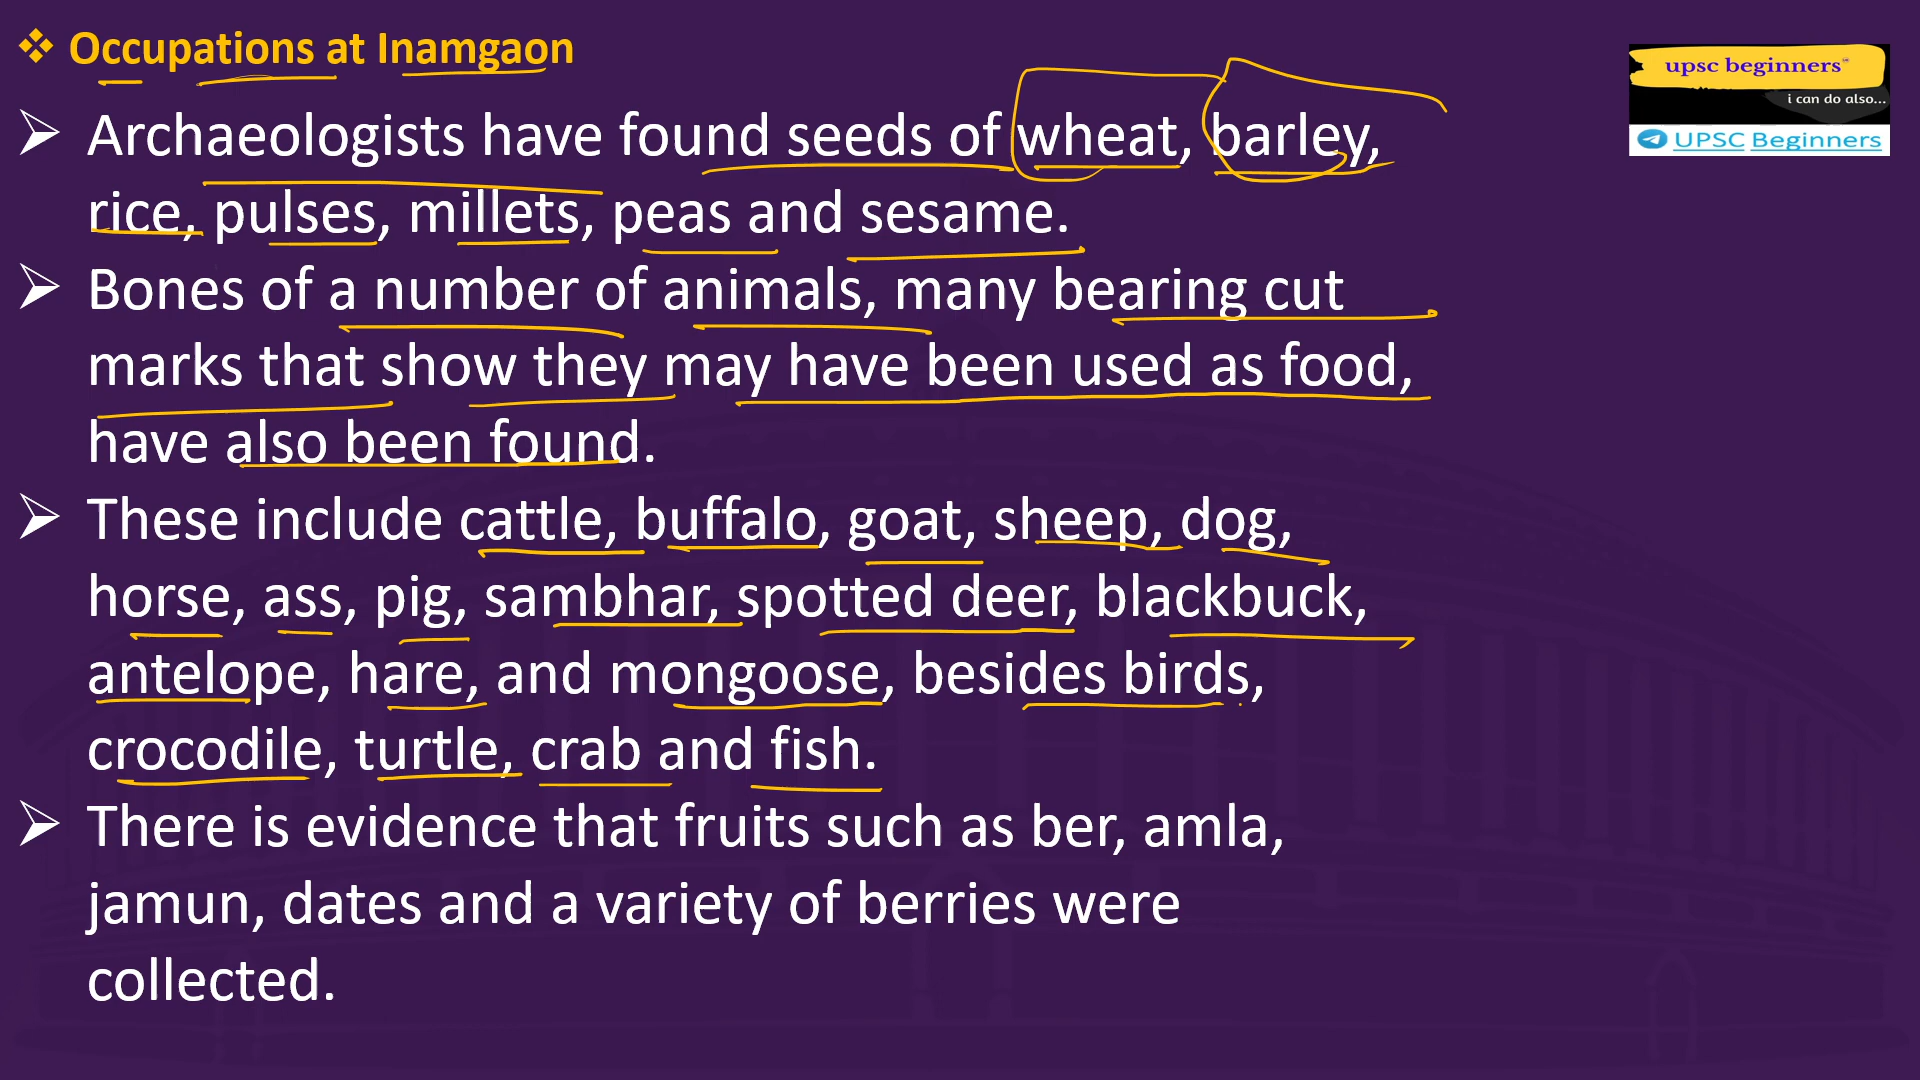 ❖ Occupations at Inamgaon
upsc beginners
i can do also...
UPSC Beginners
➢ Archaeologists have found seeds of wheat, barley,
rice, pulses, millets, peas and sesame.
➢ Bones of a number of animals, many bearing cut
marks that show they may have been used as food,
have also been found.
➢ These include cattle, buffalo, goat, sheep, dog,
horse, ass, pig, sambhar, spotted deer, blackbuck,
antelope, hare, and mongoose, besides birds,
crocodile, turtle, crab and fish.
➢ There is evidence that fruits such as ber, amla,
jamun, dates and a variety of berries were
collected.